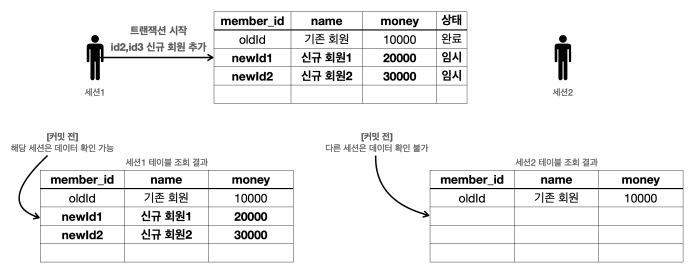 트랜잭션 시작
id2,id3 신규 회원 추가
세션1
member_id name money 상태
oldId 기존 회원 10000 완료
newId1 신규 회원1 20000 임시
newId2 신규 회원2 30000 임시
세션2
[커밋 전]
해당 세션은 데이터 확인 가능
세션1 테이블 조회 결과
member_id name money
oldId 기존 회원 10000
newId1 신규 회원1 20000
newId2 신규 회원2 30000
[커밋 전]
다른 세션은 데이터 확인 불가
세션2 테이블 조회 결과
member_id name money
oldId 기존 회원 10000